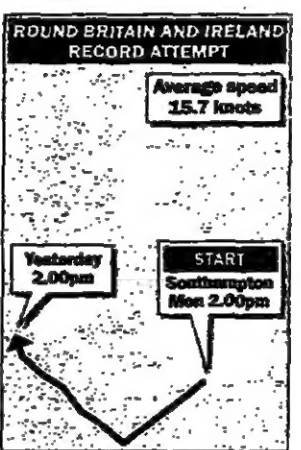 ROUND BRITAIN AND IRELAND
RECORD ATTEMPT
Average speed
15.7 knots
Yesterday
2.00pm
START
Southampton
Mon 2.00pm